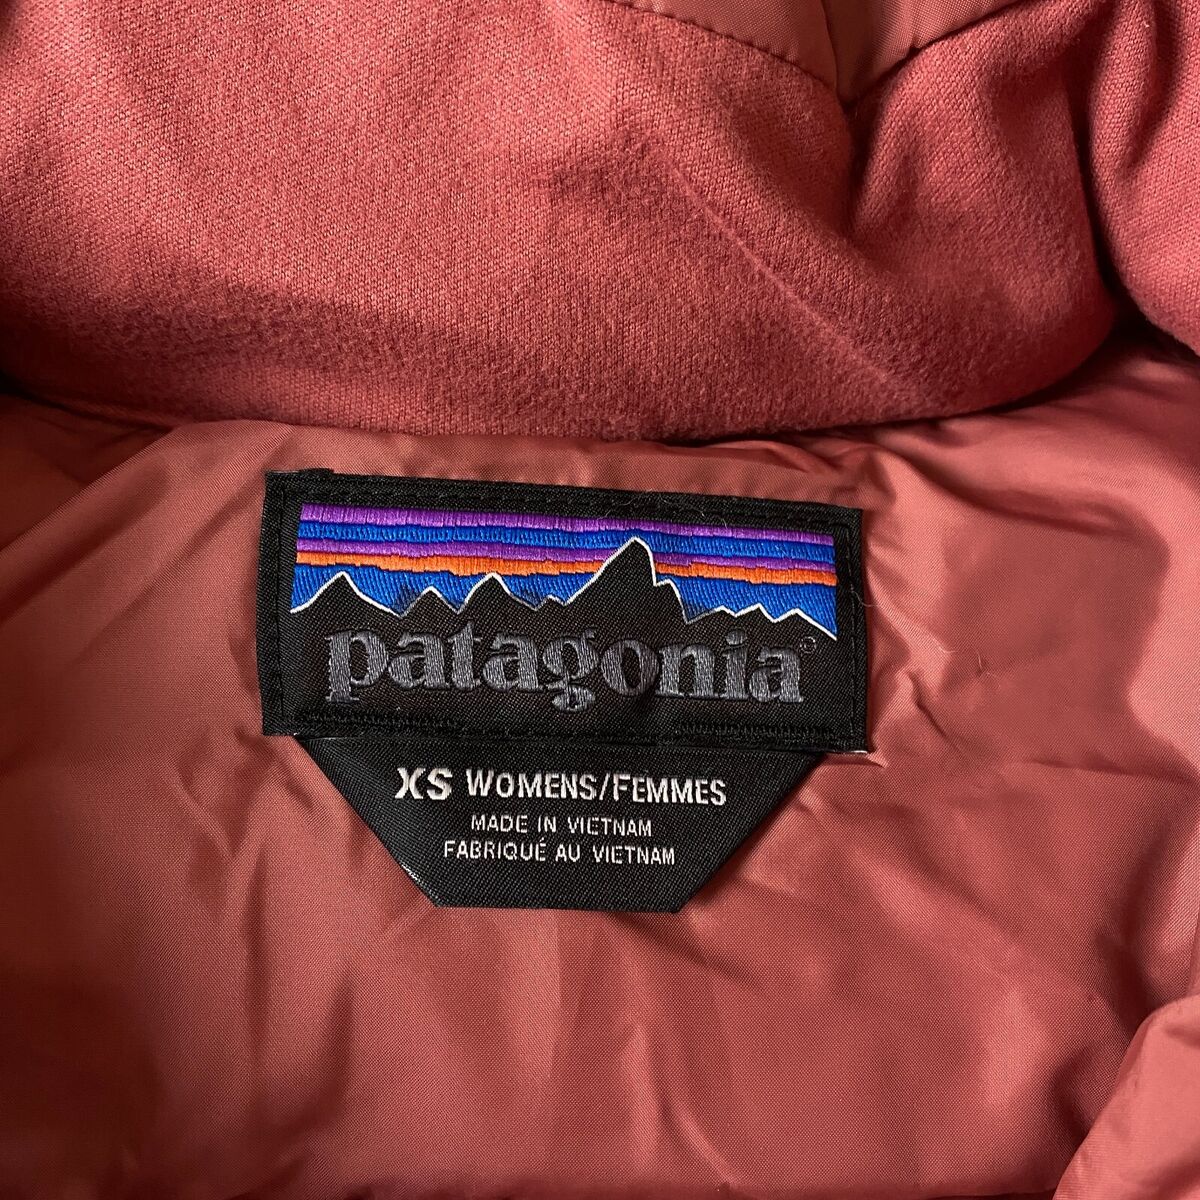 patagonia®
XS WOMENS/FEMMES
MADE IN VIETNAM
FABRIQUÉ AU VIETNAM